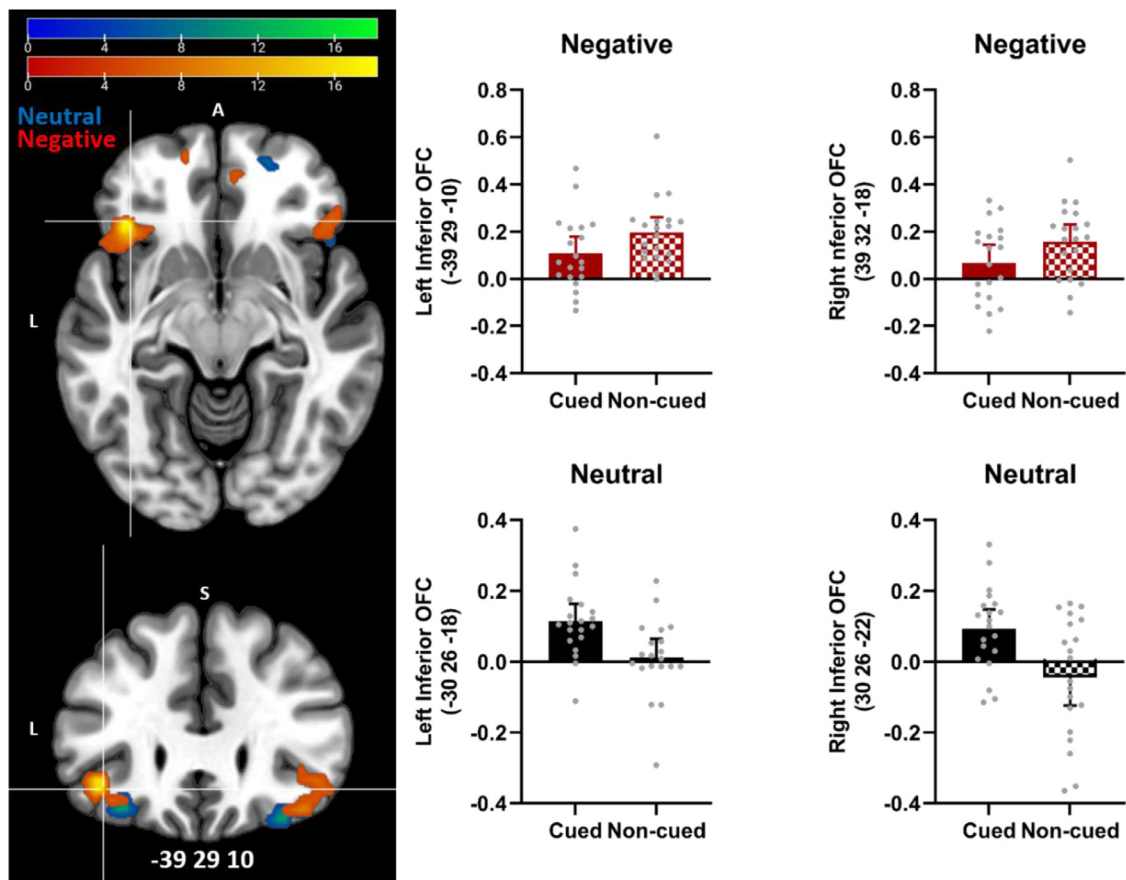 0 4 8 12 16
0 4 8 12 16
Neutral
Negative
A
L
S
L
-39 29 10
Negative
Left Inferior OFC
(-39 29 -10)
0.8
0.6
0.4
0.2
0.0
-0.2
-0.4
Cued Non-cued
Negative
Right nferior OFC
(39 32 -18)
0.8
0.6
0.4
0.2
0.0
-0.2
-0.4
Cued Non-cued
Neutral
Left Inferior OFC
(-30 26 -18)
0.4
0.2
0.0
-0.2
-0.4
Cued Non-cued
Neutral
Right Inferior OFC
(30 26 -22)
0.4
0.2
0.0
-0.2
-0.4
Cued Non-cued